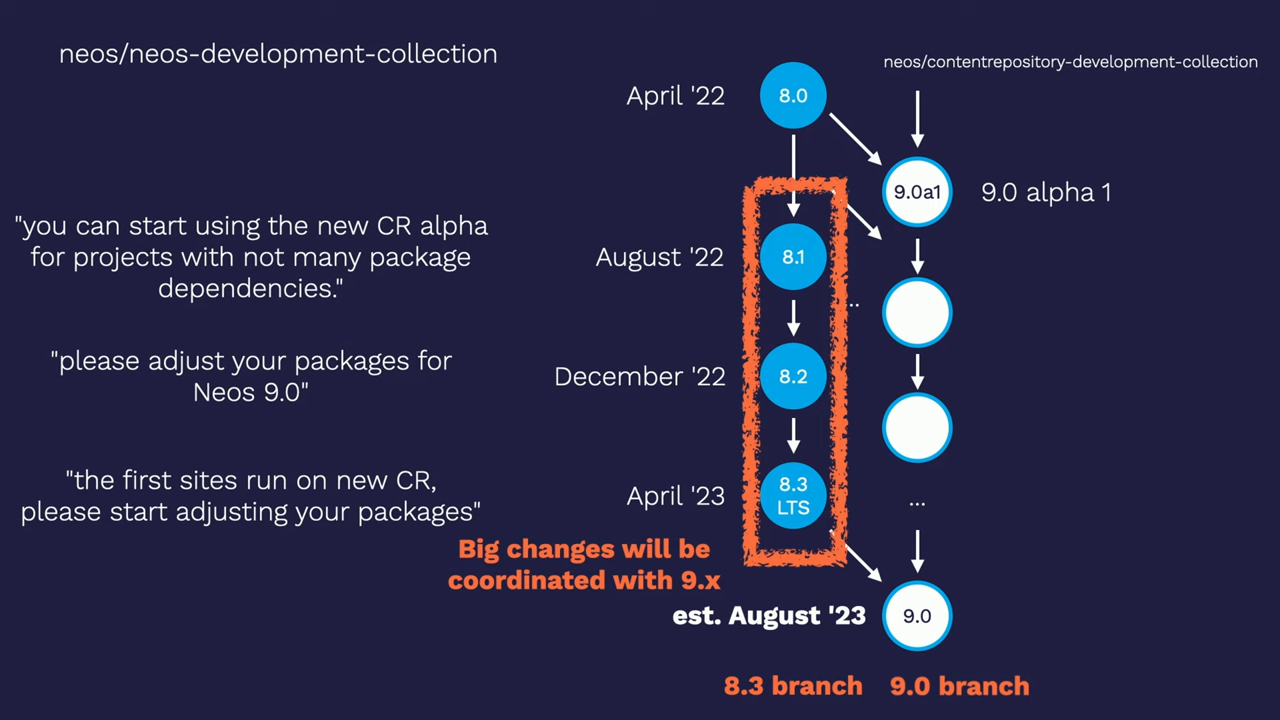 neos/neos-development-collection
neos/contentrepository-development-collection
April '22
8.0
9.0a1
9.0 alpha 1
"you can start using the new CR alpha
for projects with not many package
dependencies."
August '22
8.1
..
"please adjust your packages for
Neos 9.0"
December '22
8.2
"the first sites run on new CR,
please start adjusting your packages"
April '23
8.3
LTS
...
Big changes will be
coordinated with 9.x
est. August '23
9.0
8.3 branch
9.0 branch